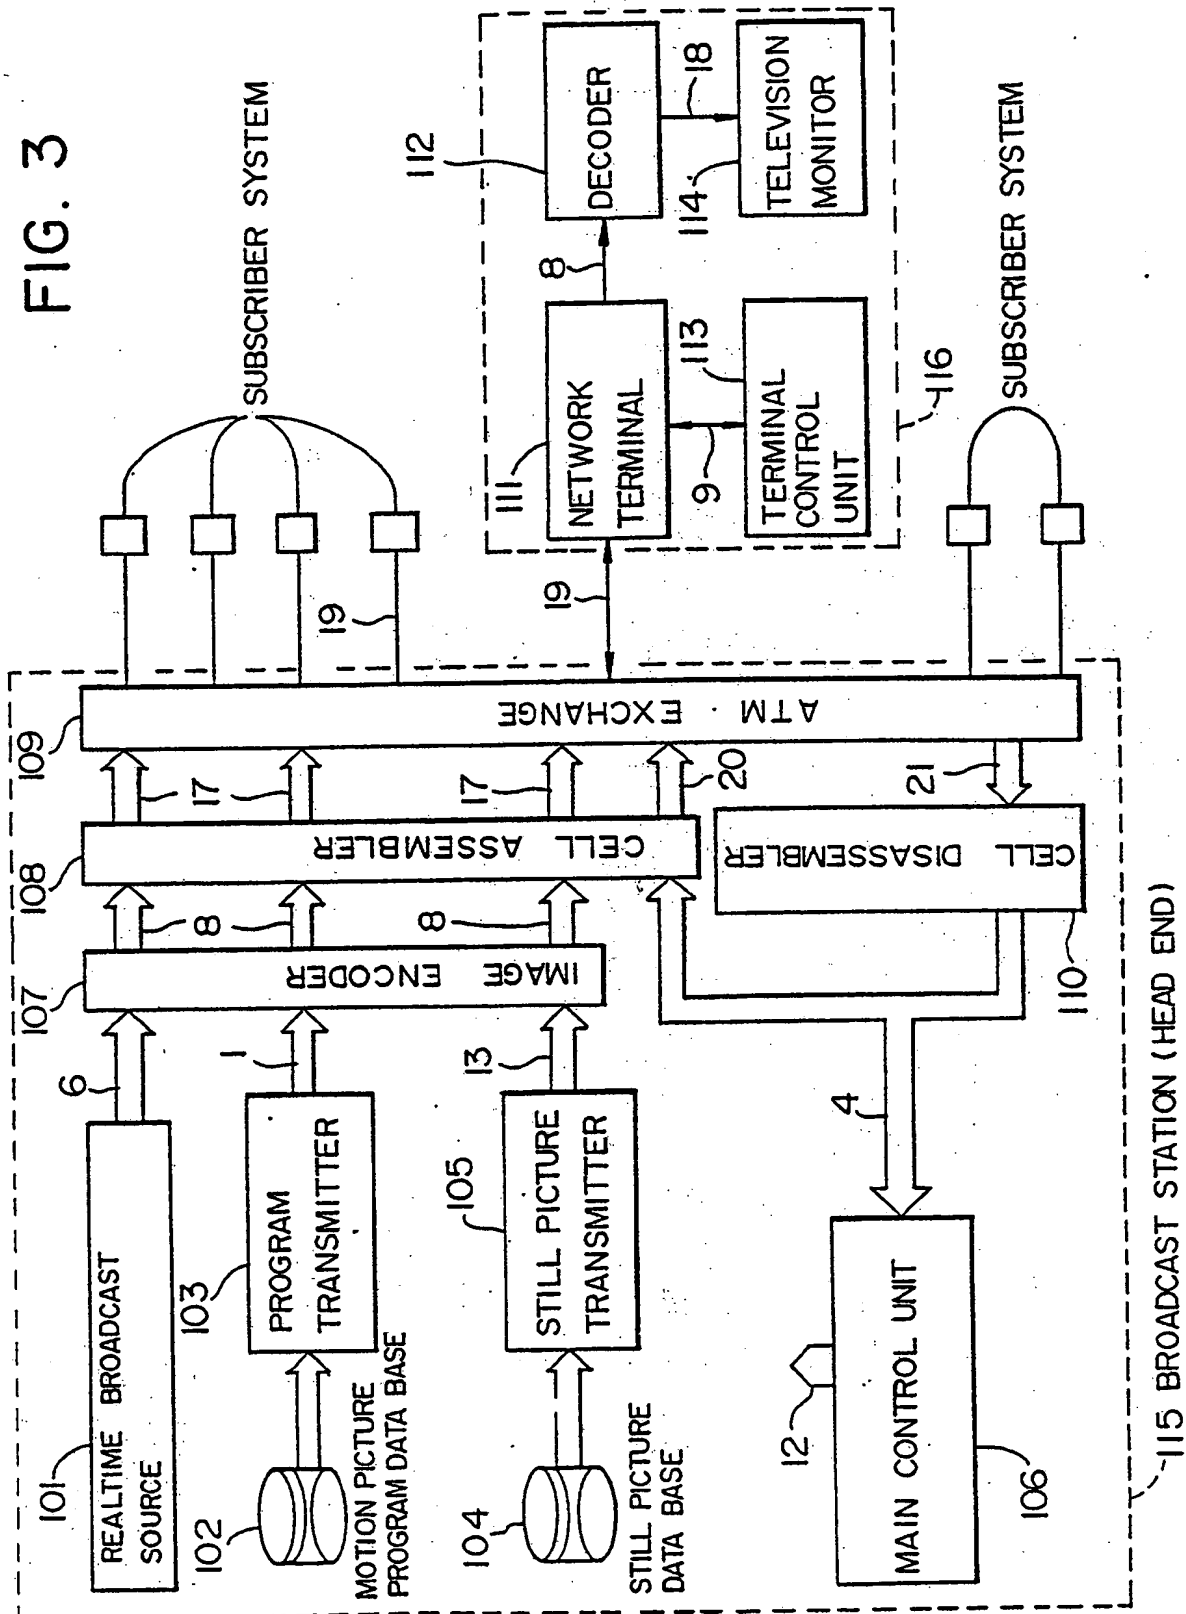 FIG. 3
101
REALTIME BROADCAST
SOURCE
6
107
IMAGE ENCODER
8
8
108
CELL ASSEMBLER
17
17
109
ATM. EXCHANGE
SUBSCRIBER SYSTEM
19
102
MOTION PICTURE
PROGRAM DATA BASE
103
PROGRAM
TRANSMITTER
1
104
STILL PICTURE
DATA BASE
105
STILL PICTURE
TRANSMITTER
13
20
19
111
NETWORK
TERMINAL
8
112
DECODER
9
113
TERMINAL
CONTROL
UNIT
18
114
TELEVISION
MONITOR
116
12
MAIN CONTROL UNIT
106
4
110
CELL DISASSEMBLER
21
SUBSCRIBER SYSTEM
115 BROADCAST STATION (HEAD END)